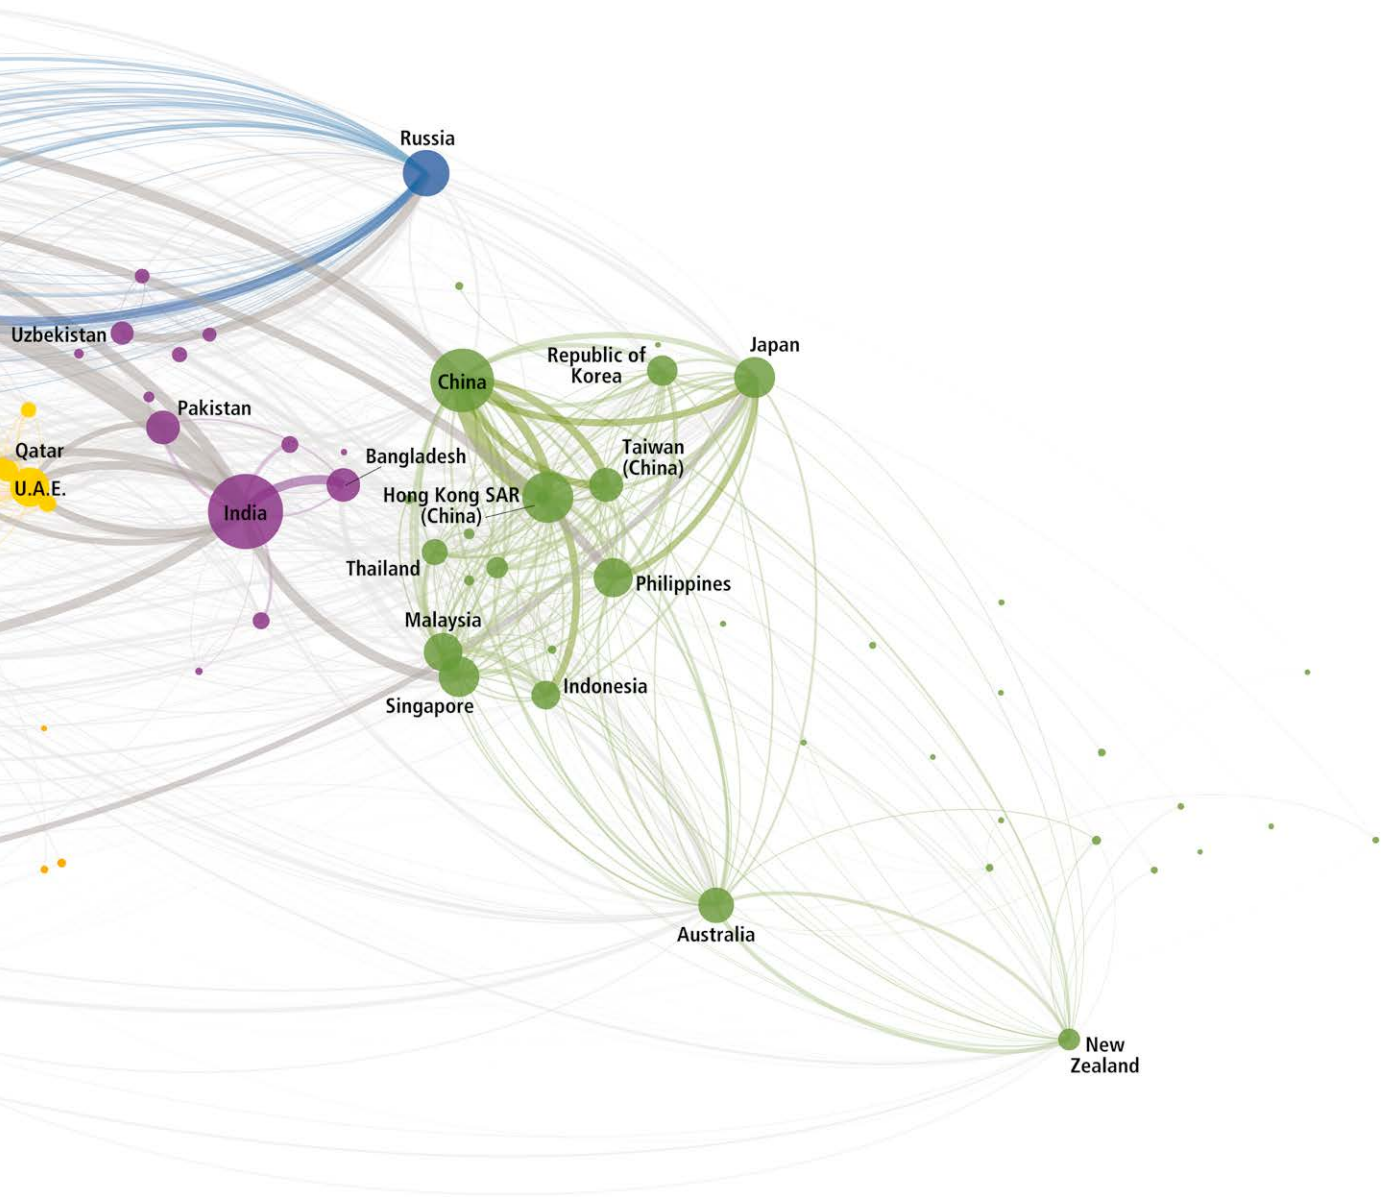 Russia
Uzbekistan
Republic of
Korea
Japan
China
Pakistan
Qatar
U.A.E.
Bangladesh
Taiwan
(China)
Hong Kong SAR
(China)
India
Thailand
Philippines
Malaysia
Singapore
Indonesia
Australia
New
Zealand